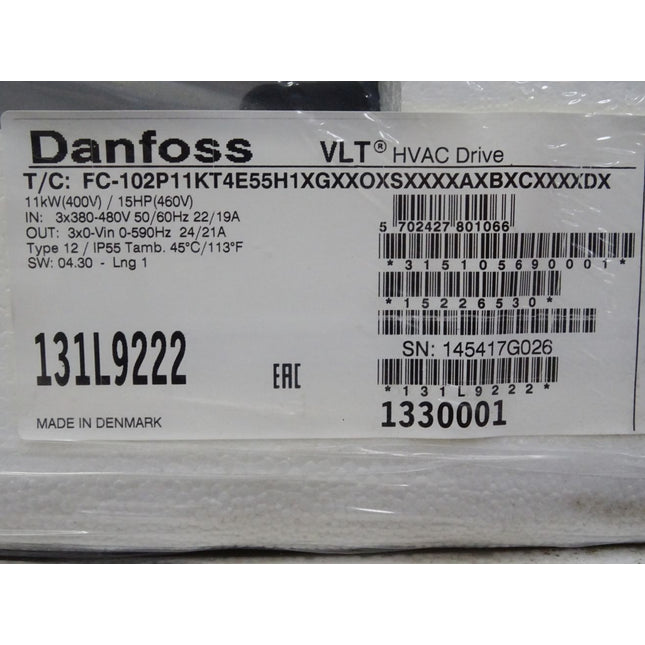 Danfoss VLT® HVAC Drive
T/C: FC-102P11KT4E55H1XGXXOXSXXXXAXBXCXXXXDX
11kW(400V) / 15HP(460V)
IN: 3x380-480V 50/60Hz 22/19A
OUT: 3x0-Vin 0-590Hz 24/21A
Type 12 / IP55 Tamb. 45°C/113°F
SW: 04.30 - Lng 1
5 702427 801066
*315105690001*
*15226530*
SN: 145417G026
131L9222
EAC
*131L9222*
1330001
MADE IN DENMARK